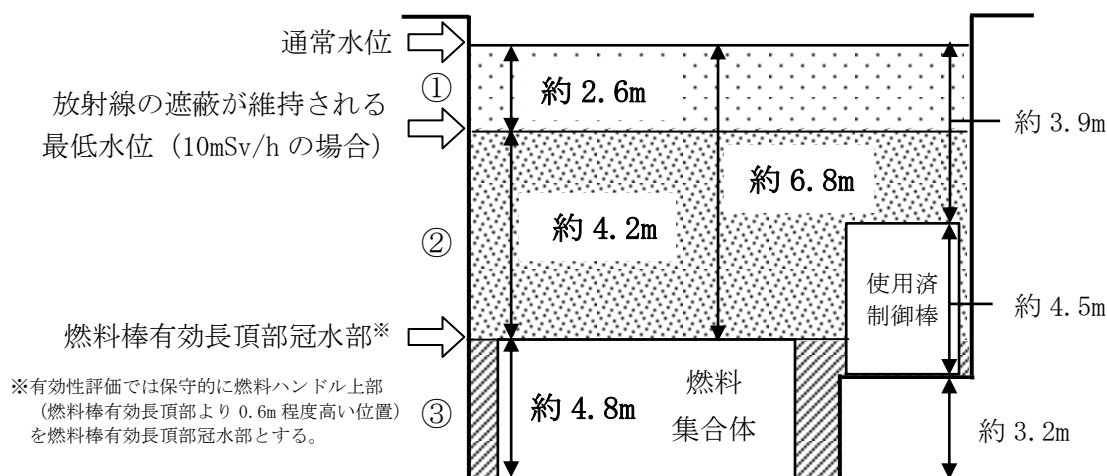 通常水位
①
約 2.6m
放射線の遮蔽が維持される
最低水位（10mSv/h の場合）
約 3.9m
約 6.8m
②
約 4.2m
使用済
制御棒
約 4.5m
燃料棒有効長頂部冠水部※
※有効性評価では保守的に燃料ハンドル上部
（燃料棒有効長頂部より 0.6m 程度高い位置）
を燃料棒有効長頂部冠水部とする。
③
約 4.8m
燃料
集合体
約 3.2m